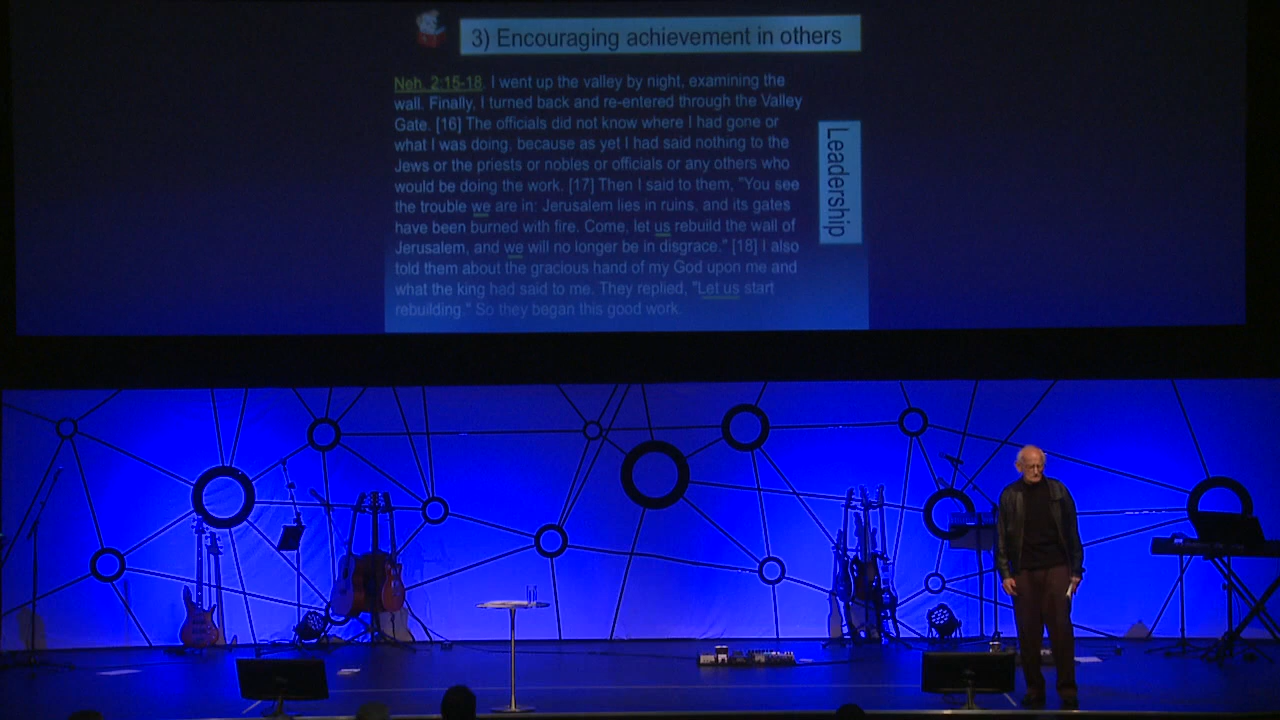 3) Encouraging achievement in others
Neh. 2:15-18. I went up the valley by night, examining the
wall. Finally, I turned back and re-entered through the Valley
Gate. [16] The officials did not know where I had gone or
what I was doing, because as yet I had said nothing to the
Jews or the priests or nobles or officials or any others who
would be doing the work. [17] Then I said to them, "You see
the trouble we are in: Jerusalem lies in ruins, and its gates
have been burned with fire. Come, let us rebuild the wall of
Jerusalem, and we will no longer be in disgrace." [18] I also
told them about the gracious hand of my God upon me and
what the king had said to me. They replied, "Let us start
rebuilding." So they began this good work.
Leadership